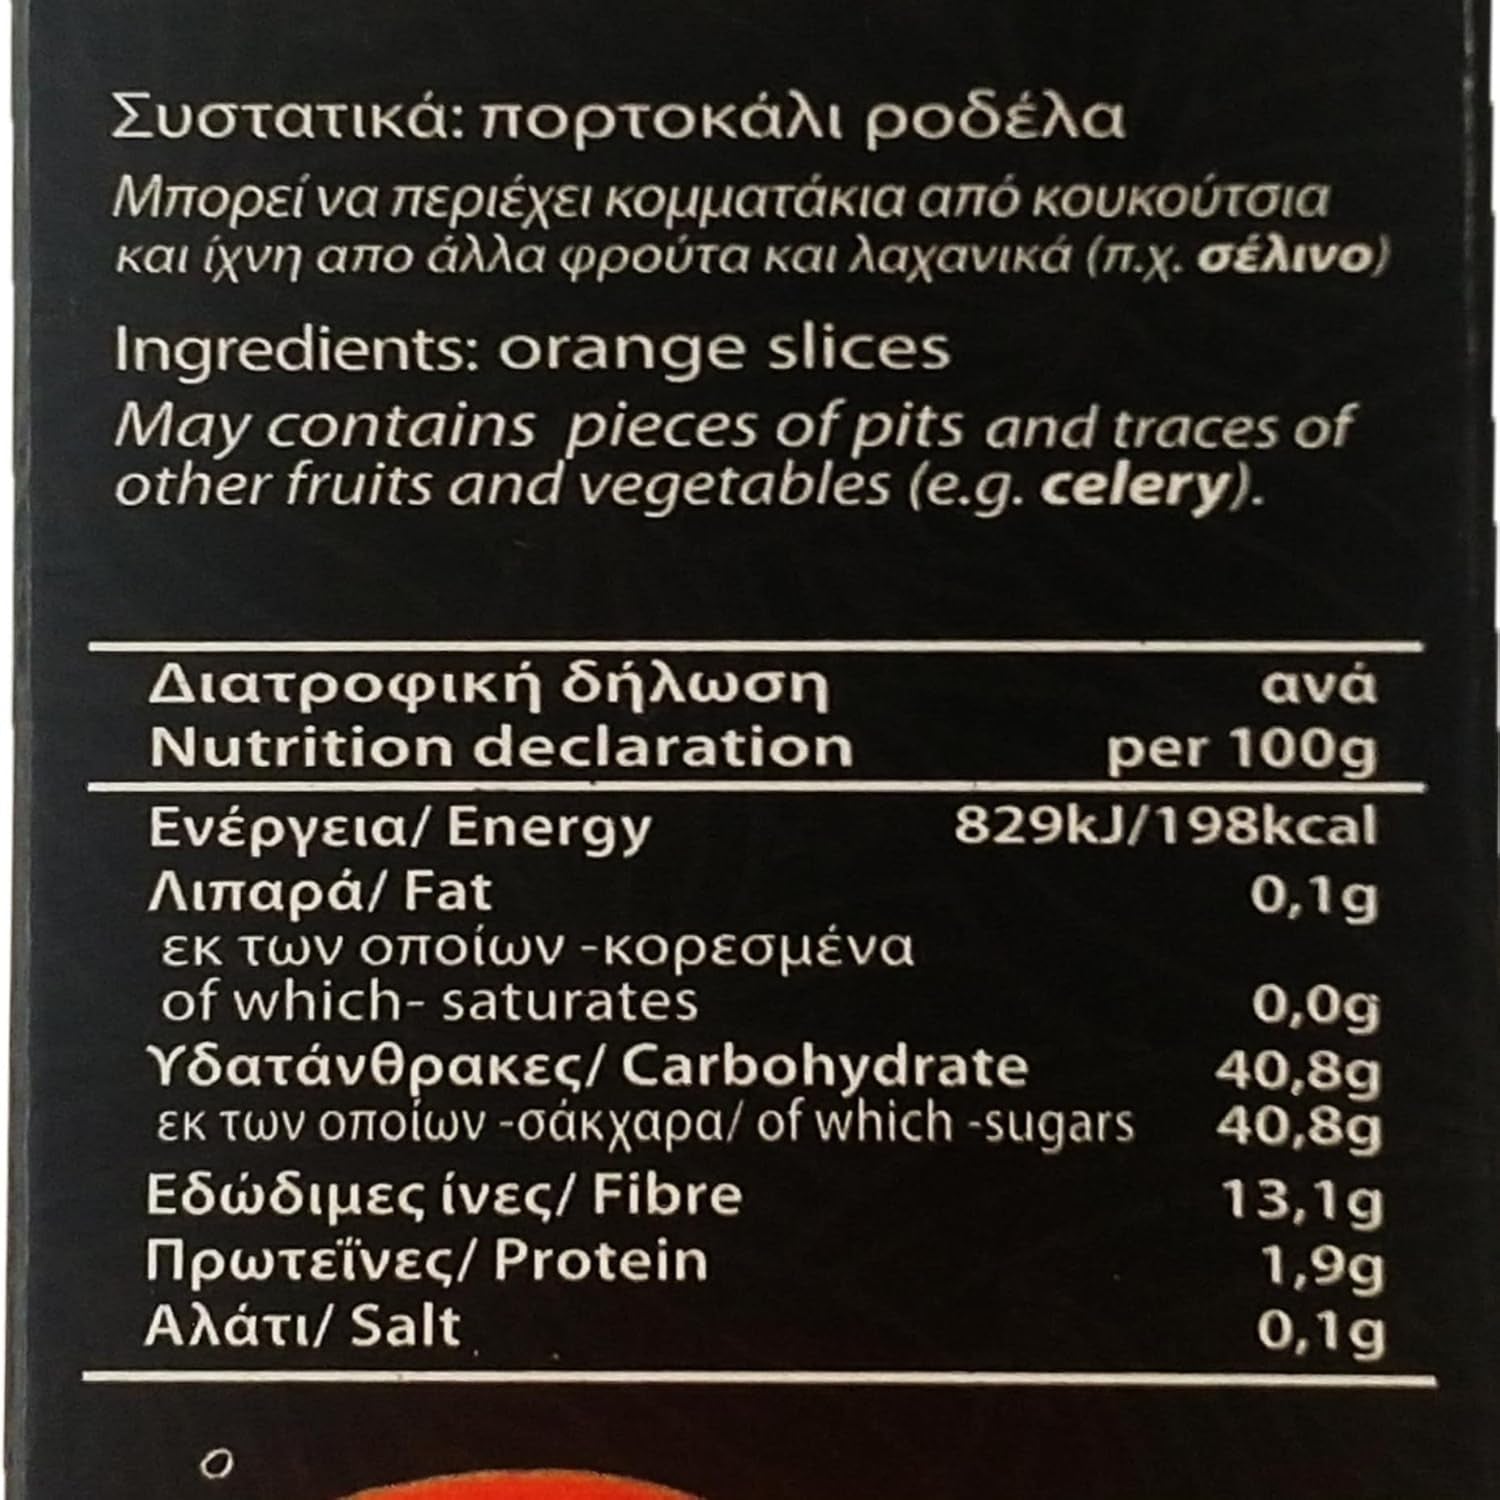 Συστατικά: πορτοκάλι ροδέλα
Μπορεί να περιέχει κομματάκια από κουκούτσια
και ίχνη απο άλλα φρούτα και λαχανικά (π.χ. σέλινο)
Ingredients: orange slices
May contains pieces of pits and traces of
other fruits and vegetables (e.g. celery).
Διατροφική δήλωση ανά
Nutrition declaration per 100g
Ενέργεια/ Energy 829kJ/198kcal
Λιπαρά/ Fat 0,1g
εκ των οποίων -κορεσμένα
of which- saturates 0,0g
Υδατάνθρακες/ Carbohydrate 40,8g
εκ των οποίων -σάκχαρα/ of which -sugars 40,8g
Εδώδιμες ίνες/ Fibre 13,1g
Πρωτεΐνες/ Protein 1,9g
Αλάτι/ Salt 0,1g